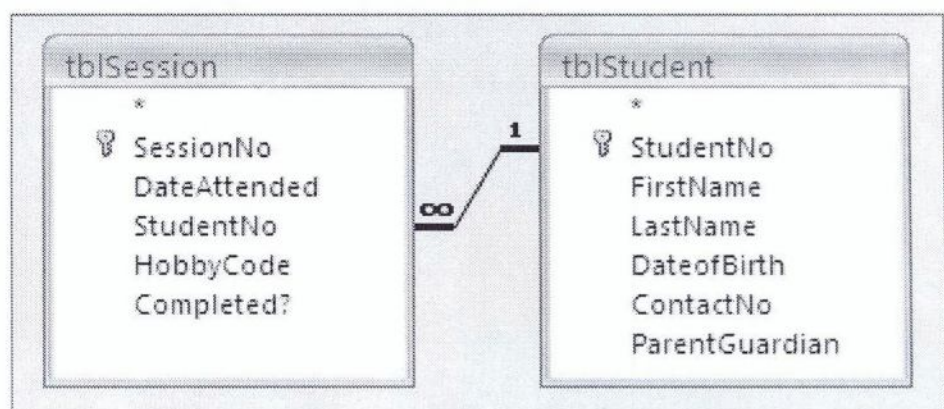 tblSession
*
SessionNo
DateAttended
StudentNo
HobbyCode
Completed?
∞
1
tblStudent
*
StudentNo
FirstName
LastName
DateofBirth
ContactNo
ParentGuardian